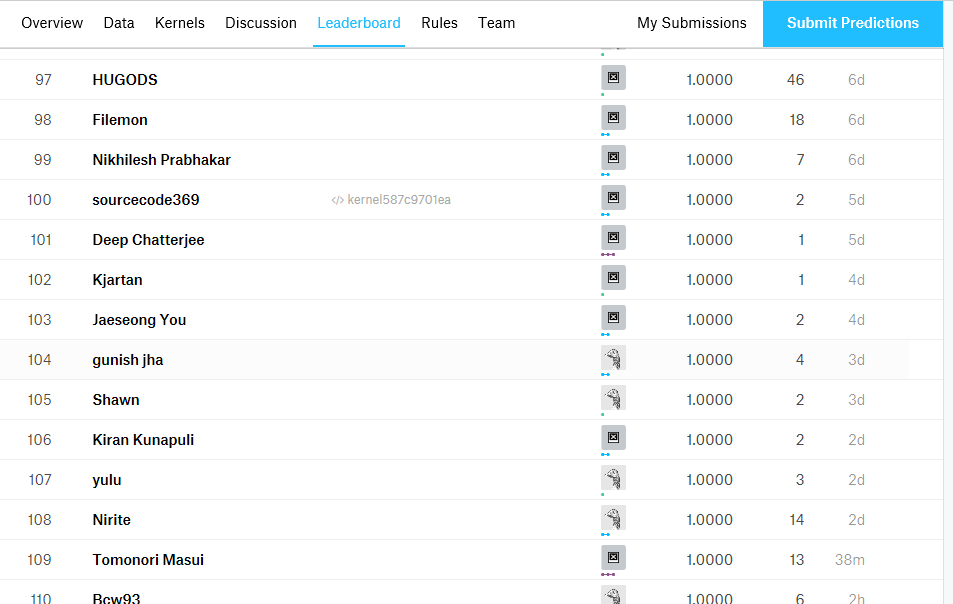 Overview Data Kernels Discussion Leaderboard Rules Team My Submissions Submit Predictions
97 HUGODS 1.0000 46 6d
98 Filemon 1.0000 18 6d
99 Nikhilesh Prabhakar 1.0000 7 6d
100 sourcecode369 </> kernel587c9701ea 1.0000 2 5d
101 Deep Chatterjee 1.0000 1 5d
102 Kjartan 1.0000 1 4d
103 Jaeseong You 1.0000 2 4d
104 gunish jha 1.0000 4 3d
105 Shawn 1.0000 2 3d
106 Kiran Kunapuli 1.0000 2 2d
107 yulu 1.0000 3 2d
108 Nirite 1.0000 14 2d
109 Tomonori Masui 1.0000 13 38m
110 Bcw93 1.0000 6 2h